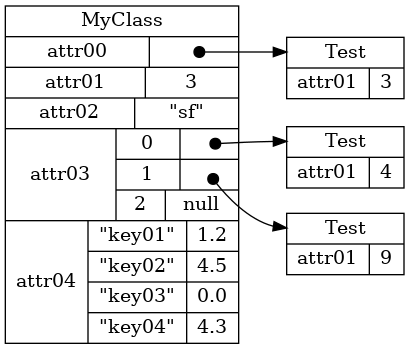 MyClass
attr00
attr01 3
attr02 "sf"
attr03
0
1
2 null
attr04
"key01" 1.2
"key02" 4.5
"key03" 0.0
"key04" 4.3
Test
attr01 3
Test
attr01 4
Test
attr01 9